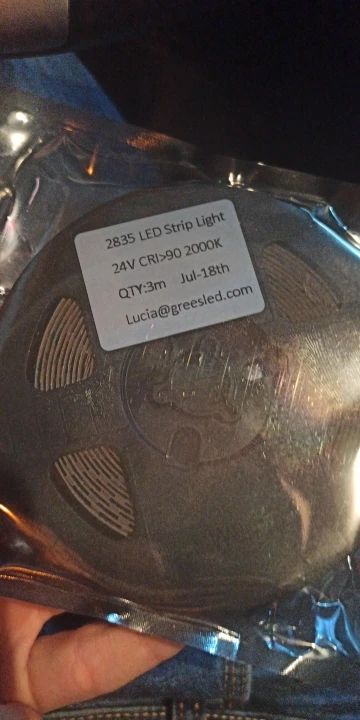 2835 LED Strip Light
24V CRI>90 2000K
QTY:3m Jul-18th
Lucia@greesled.com